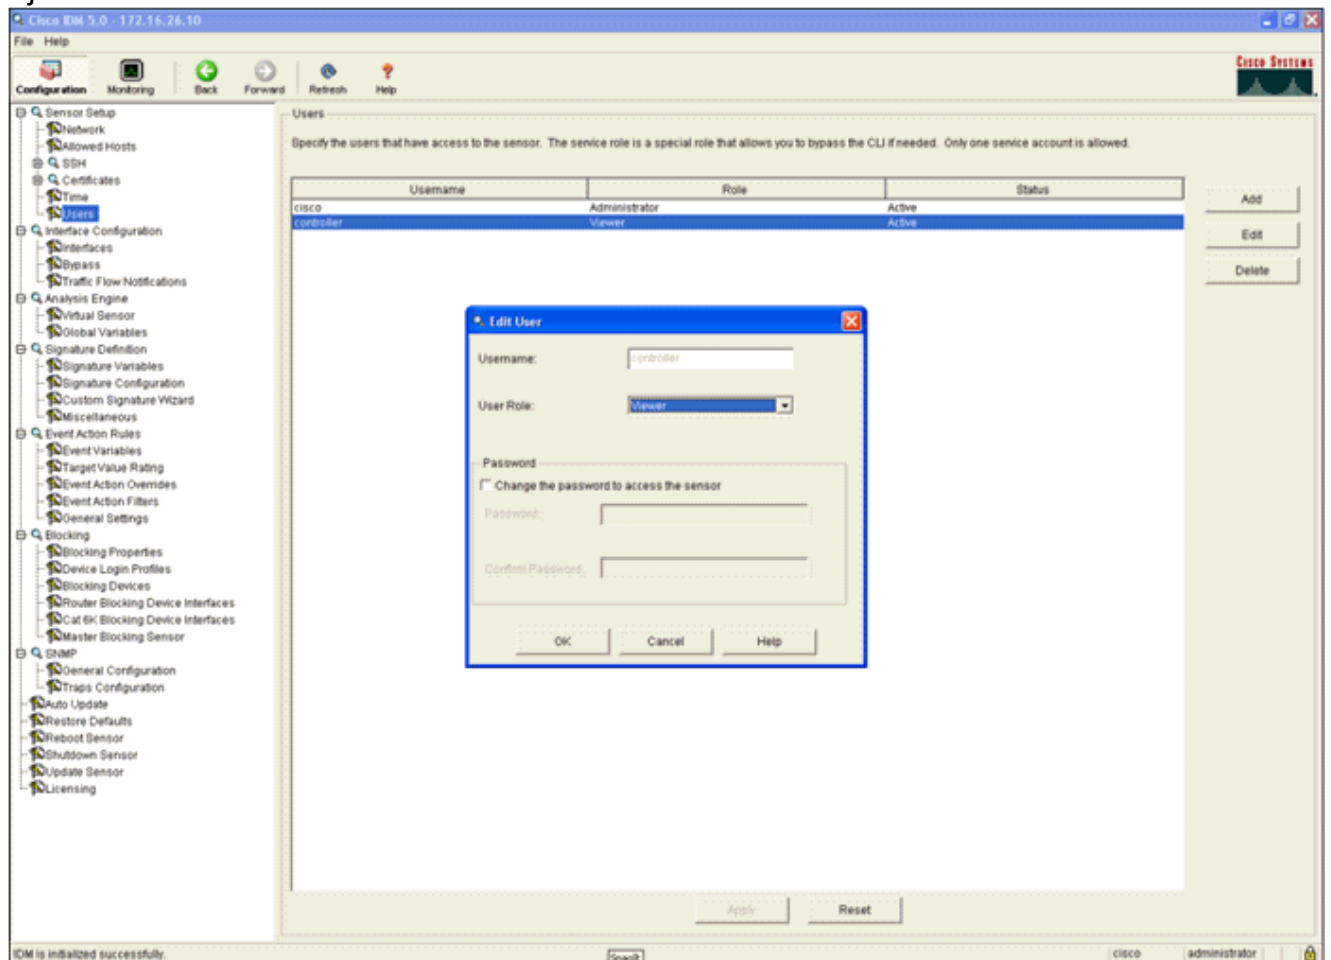 Cisco IDM 5.0 - 172.16.26.10
File Help
Configuration Monitoring Back Forward Refresh Help
CISCO SYSTEMS
Sensor Setup
Network
Allowed Hosts
SSH
Certificates
Time
Users
Interface Configuration
Interfaces
Bypass
Traffic Flow Notifications
Analysis Engine
Virtual Sensor
Global Variables
Signature Definition
Signature Variables
Signature Configuration
Custom Signature Wizard
Miscellaneous
Event Action Rules
Event Variables
Target Value Rating
Event Action Overrides
Event Action Filters
General Settings
Blocking
Blocking Properties
Device Login Profiles
Blocking Devices
Router Blocking Device Interfaces
Cat 6K Blocking Device Interfaces
Master Blocking Sensor
SNMP
General Configuration
Traps Configuration
Auto Update
Restore Defaults
Reboot Sensor
Shutdown Sensor
Update Sensor
Licensing
Users
Specify the users that have access to the sensor. The service role is a special role that allows you to bypass the CLI if needed. Only one service account is allowed.
Username Role Status
cisco Administrator Active
controller Viewer Active
Add
Edit
Delete
Edit User
Username: controller
User Role: Viewer
Password
Change the password to access the sensor
Password:
Confirm Password:
OK Cancel Help
Apply Reset
IDM is initialized successfully. SnagIt cisco administrator